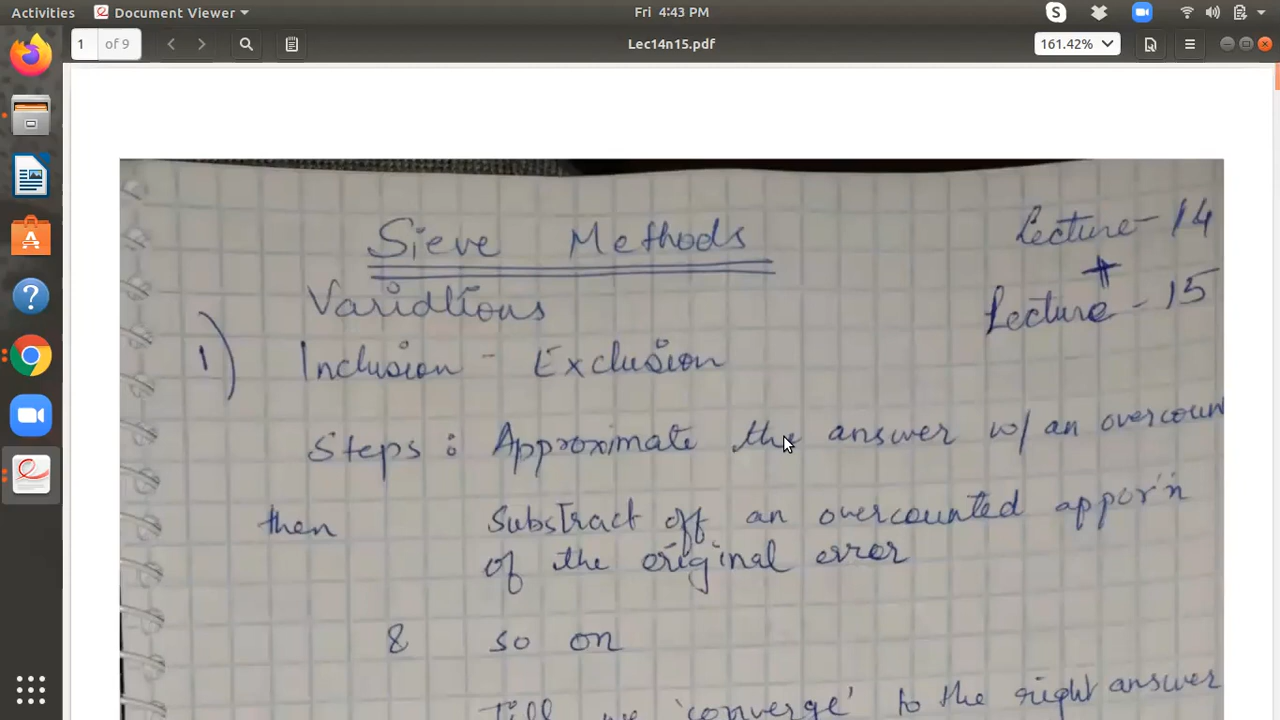 Activities Document Viewer Fri 4:43 PM
1 of 9 Lec14n15.pdf 161.42%
Sieve Methods Lecture - 14
+
Variations Lecture - 15
1) Inclusion - Exclusion
Steps : Approximate the answer w/ an overcoun
then Substract off an overcounted appor'n
of the original error
& so on
Till we 'converge' to the right answer